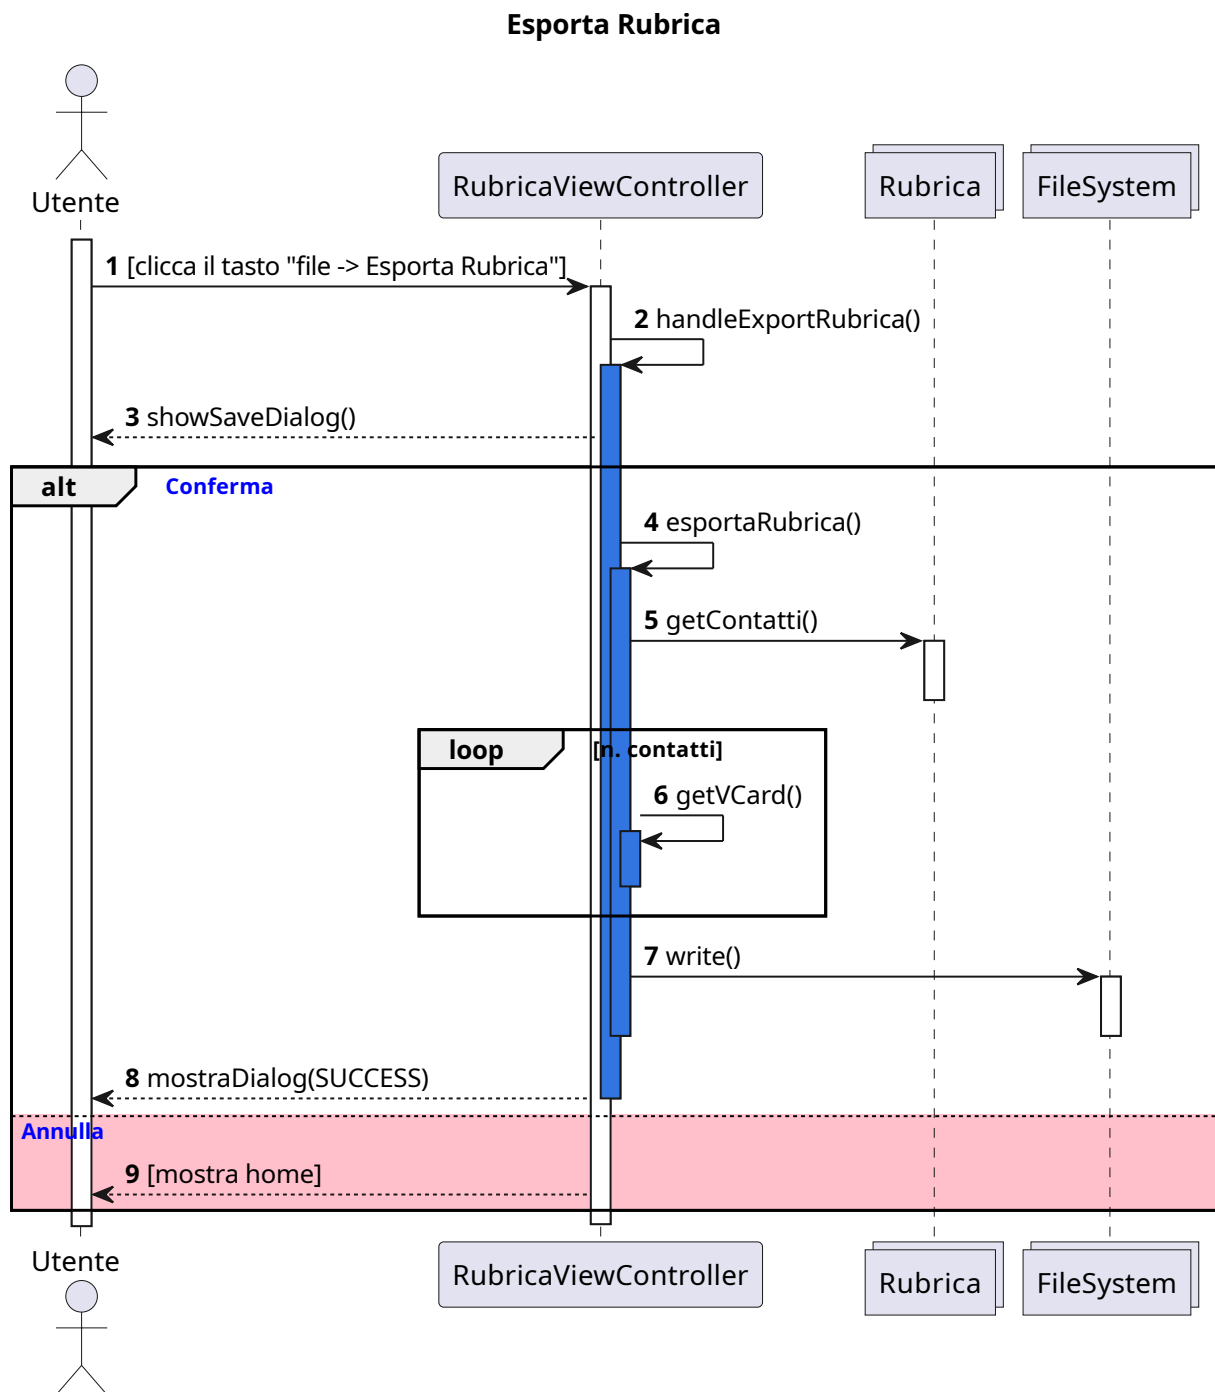 Esporta Rubrica
Utente
RubricaViewController
Rubrica
FileSystem
1 [clicca il tasto "file -> Esporta Rubrica"]
2 handleExportRubrica()
3 showSaveDialog()
alt Conferma
4 esportaRubrica()
5 getContatti()
loop [n. contatti]
6 getVCard()
7 write()
8 mostraDialog(SUCCESS)
Annulla
9 [mostra home]
Utente
RubricaViewController
Rubrica
FileSystem